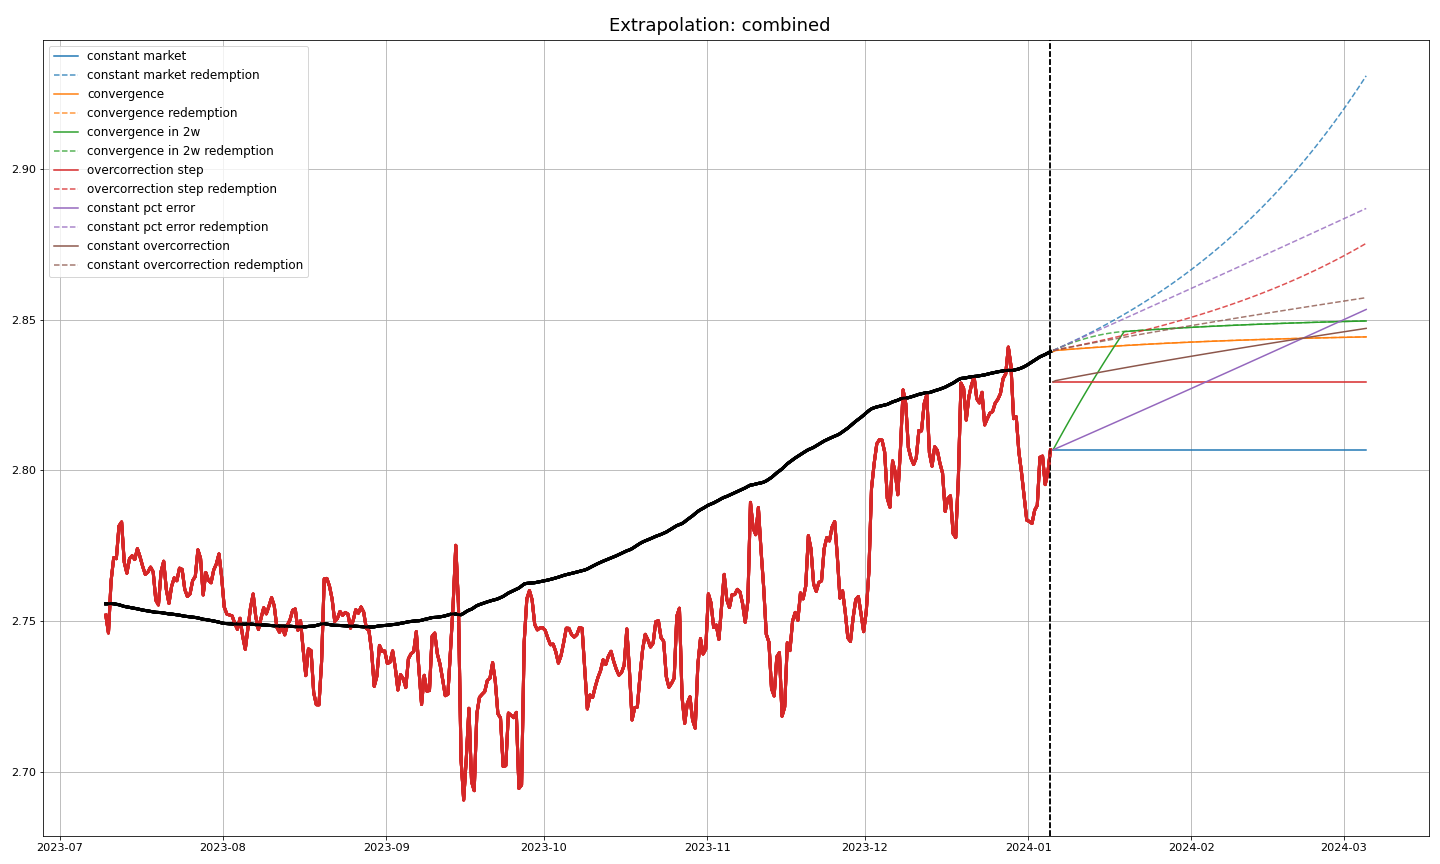 Extrapolation: combined
constant market
constant market redemption
convergence
convergence redemption
convergence in 2w
convergence in 2w redemption
overcorrection step
overcorrection step redemption
constant pct error
constant pct error redemption
constant overcorrection
constant overcorrection redemption
2.90
2.85
2.80
2.75
2.70
2023-07 2023-08 2023-09 2023-10 2023-11 2023-12 2024-01 2024-02 2024-03